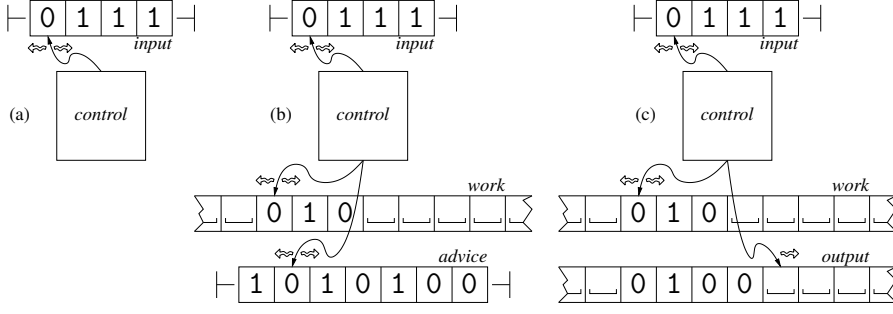 0 1 1 1
input
(a)
control
0 1 1 1
input
(b)
control
work
0 1 0
advice
1 0 1 0 1 0 0
0 1 1 1
input
(c)
control
work
0 1 0
output
0 1 0 0